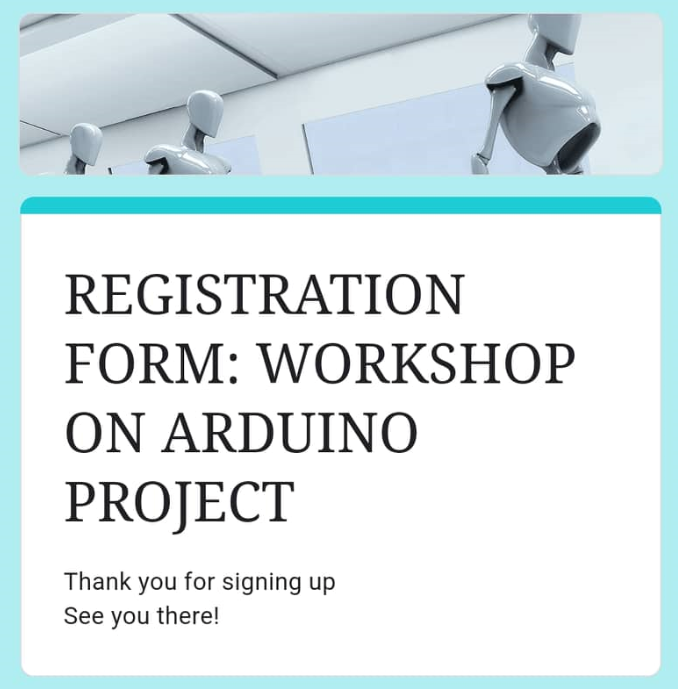 REGISTRATION
FORM: WORKSHOP
ON ARDUINO
PROJECT
Thank you for signing up
See you there!